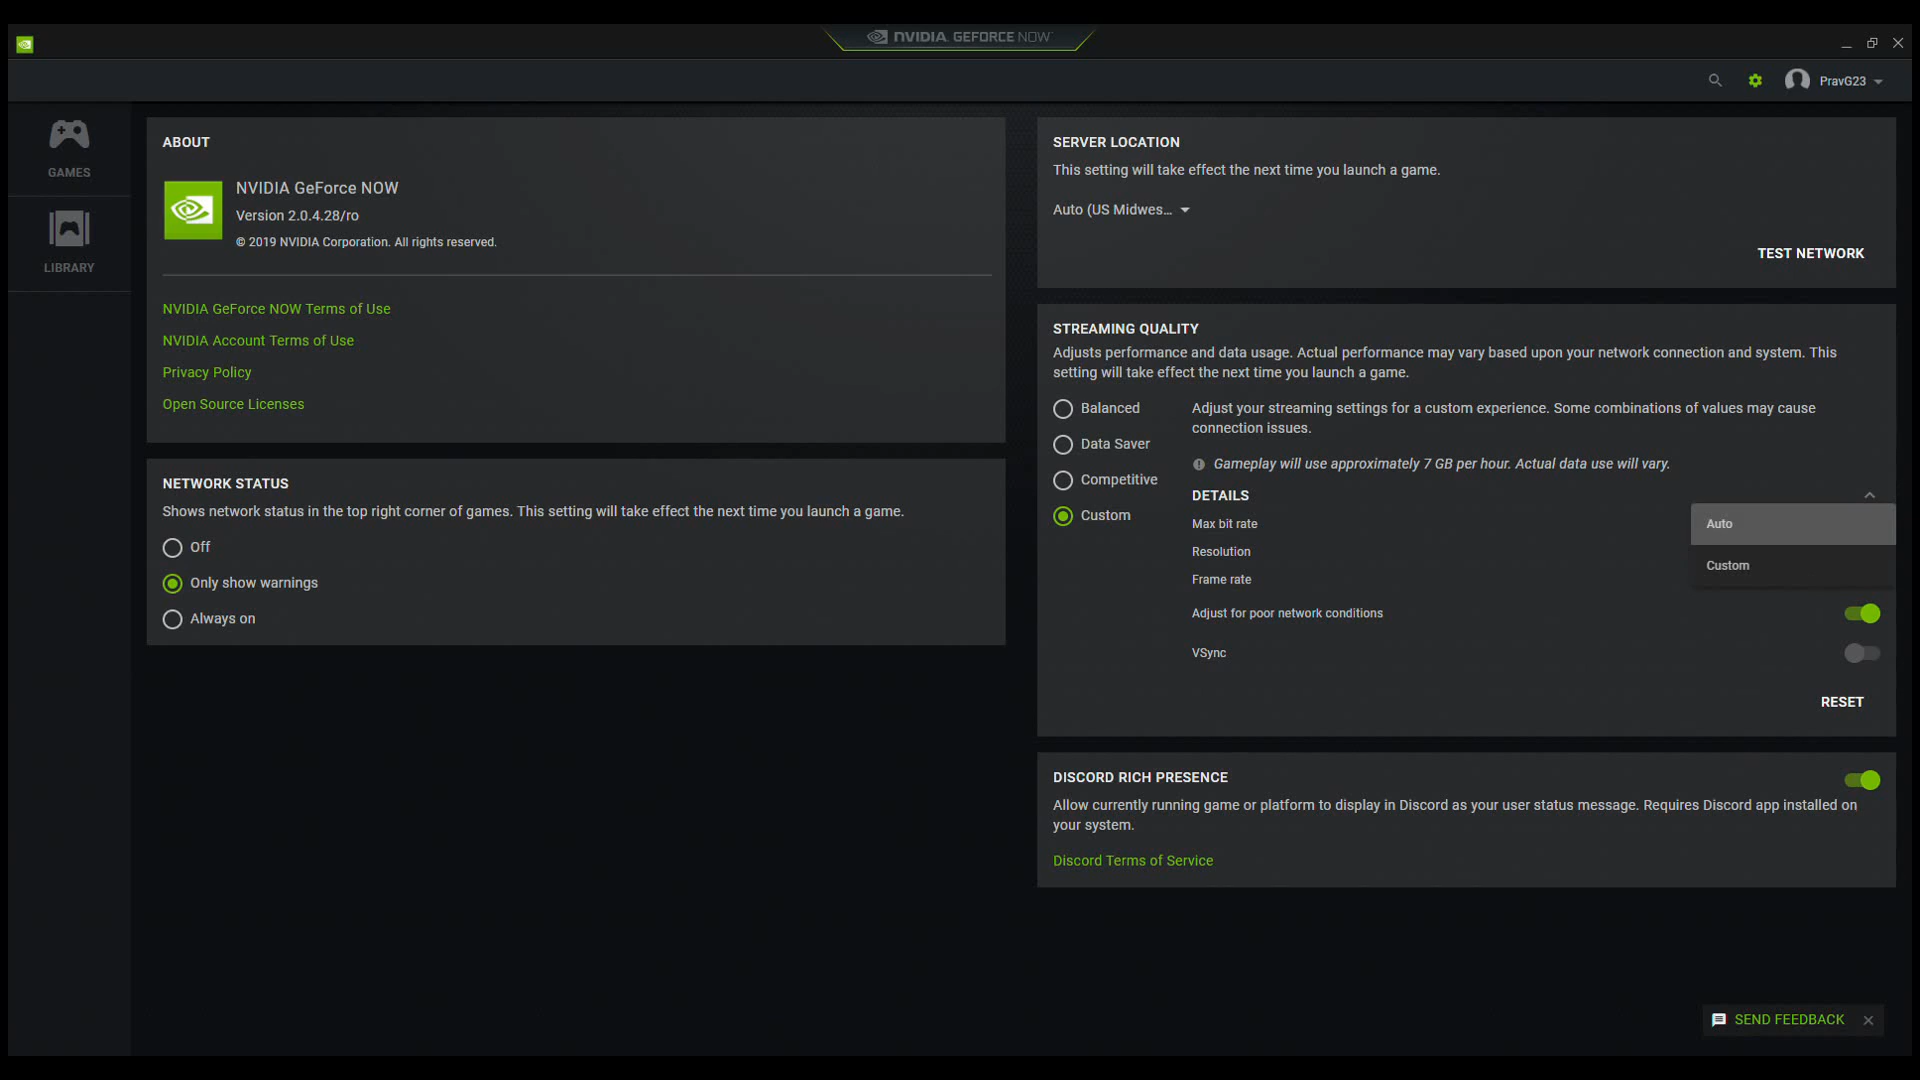 NVIDIA GEFORCE NOW
PravG23
GAMES
LIBRARY
ABOUT
NVIDIA GeForce NOW
Version 2.0.4.28/ro
© 2019 NVIDIA Corporation. All rights reserved.
NVIDIA GeForce NOW Terms of Use
NVIDIA Account Terms of Use
Privacy Policy
Open Source Licenses
NETWORK STATUS
Shows network status in the top right corner of games. This setting will take effect the next time you launch a game.
Off
Only show warnings
Always on
SERVER LOCATION
This setting will take effect the next time you launch a game.
Auto (US Midwes...
TEST NETWORK
STREAMING QUALITY
Adjusts performance and data usage. Actual performance may vary based upon your network connection and system. This
setting will take effect the next time you launch a game.
Balanced
Data Saver
Competitive
Custom
Adjust your streaming settings for a custom experience. Some combinations of values may cause
connection issues.
Gameplay will use approximately 7 GB per hour. Actual data use will vary.
DETAILS
Max bit rate
Auto
Resolution
Custom
Frame rate
Adjust for poor network conditions
VSync
RESET
DISCORD RICH PRESENCE
Allow currently running game or platform to display in Discord as your user status message. Requires Discord app installed on
your system.
Discord Terms of Service
SEND FEEDBACK